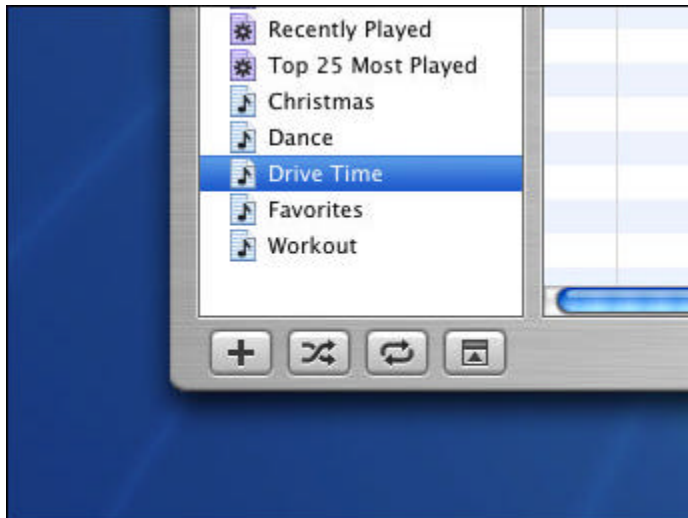 Recently Played
Top 25 Most Played
Christmas
Dance
Drive Time
Favorites
Workout